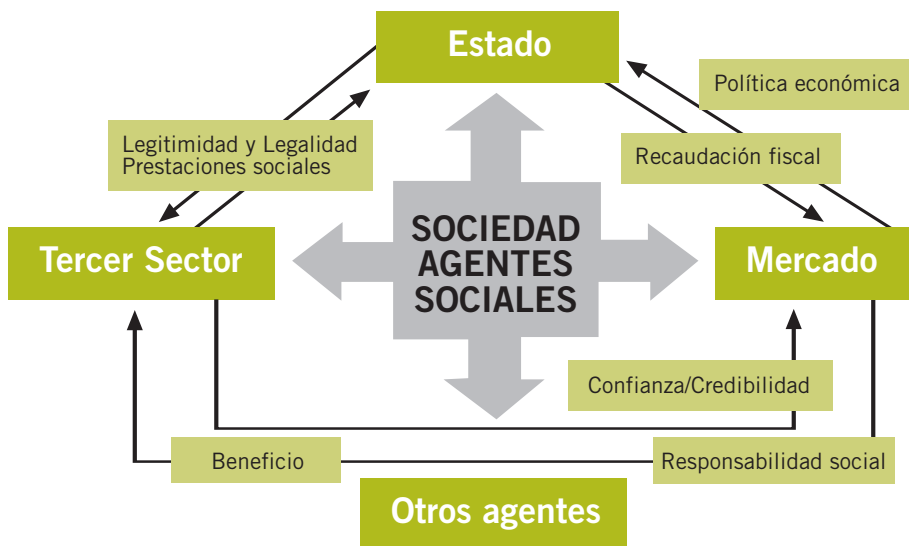 Estado
Política económica
Legitimidad y Legalidad
Prestaciones sociales
Recaudación fiscal
Tercer Sector
SOCIEDAD
AGENTES
SOCIALES
Mercado
Confianza/Credibilidad
Beneficio
Responsabilidad social
Otros agentes